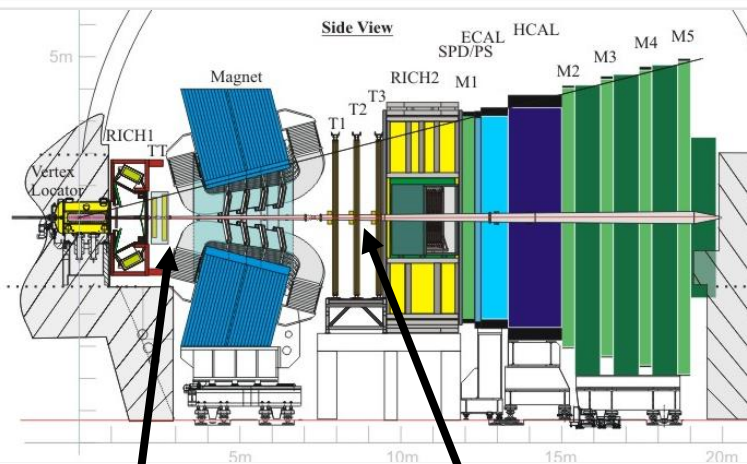 Side View
ECAL HCAL
SPD/PS
M3 M4 M5
M2
5m
Magnet
RICH2 M1
T3
T2
T1
RICH1
TT
Vertex
Locator
5m 10m 15m 20m